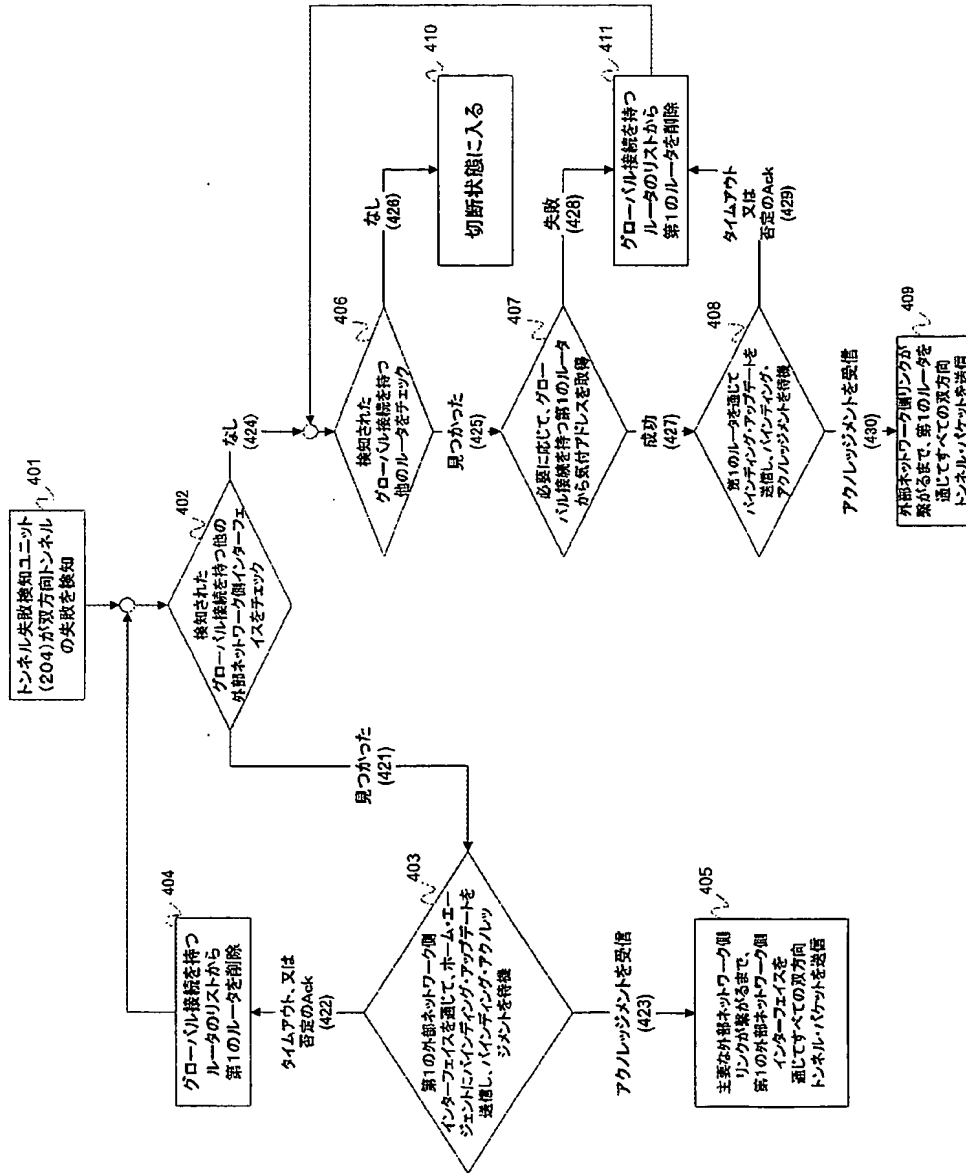 トンネル失敗検知ユニット
(204)が双方向トンネル
の失敗を検知
401
検知された
グローバル接続を持つ他の
外部ネットワーク側インターフェ
イスをチェック
402
見つかった
(421)
なし
(424)
第1の外部ネットワーク側
インターフェイスを通じて、ホーム・エー
ジェントにバインディング・アップデートを
送信し、バインディング・アクノレッ
ジメントを待機
403
タイムアウト、又は
否定のAck
(422)
グローバル接続を持つ
ルータのリストから
第1のルータを削除
404
アクノレッジメントを受信
(423)
主要な外部ネットワーク側
リンクが繋がるまで、
第1の外部ネットワーク側
インターフェイスを
通じてすべての双方向
トンネル・パケットを送信
405
検知された
グローバル接続を持つ
他のルータをチェック
406
なし
(426)
切断状態に入る
410
見つかった
(425)
必要に応じて、グロー
バル接続を持つ第1のルータ
から気付アドレスを取得
407
失敗
(428)
グローバル接続を持つ
ルータのリストから
第1のルータを削除
411
成功
(427)
第1のルータを通じて
バインディング・アップデートを
送信し、バインディング・
アクノレッジメントを待機
408
タイムアウト
又は
否定のAck
(429)
アクノレッジメントを受信
(430)
外部ネットワーク側リンクが
繋がるまで、第1のルータを
通じてすべての双方向
トンネル・パケットを送信
409